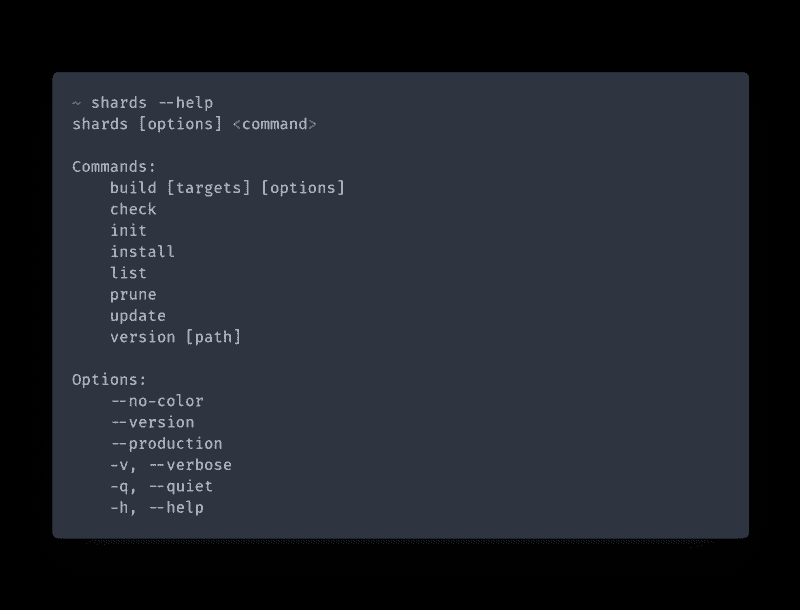 ~ shards --help
shards [options] <command>

Commands:
    build [targets] [options]
    check
    init
    install
    list
    prune
    update
    version [path]

Options:
    --no-color
    --version
    --production
    -v, --verbose
    -q, --quiet
    -h, --help